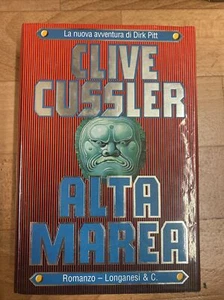 La nuova avventura di Dirk Pitt
CLIVE
CUSSLER
ALTA
MAREA
Romanzo – Longanesi & C.